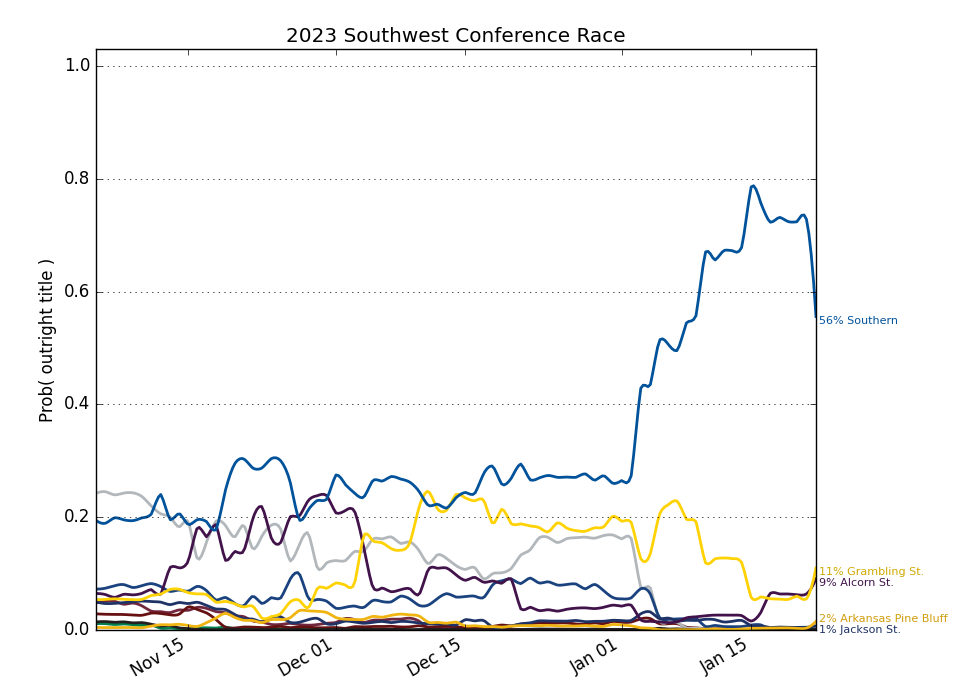 2023 Southwest Conference Race
Prob( outright title )
1.0
0.8
0.6
0.4
0.2
0.0
56% Southern
11% Grambling St.
9% Alcorn St.
2% Arkansas Pine Bluff
1% Jackson St.
Nov 15
Dec 01
Dec 15
Jan 01
Jan 15